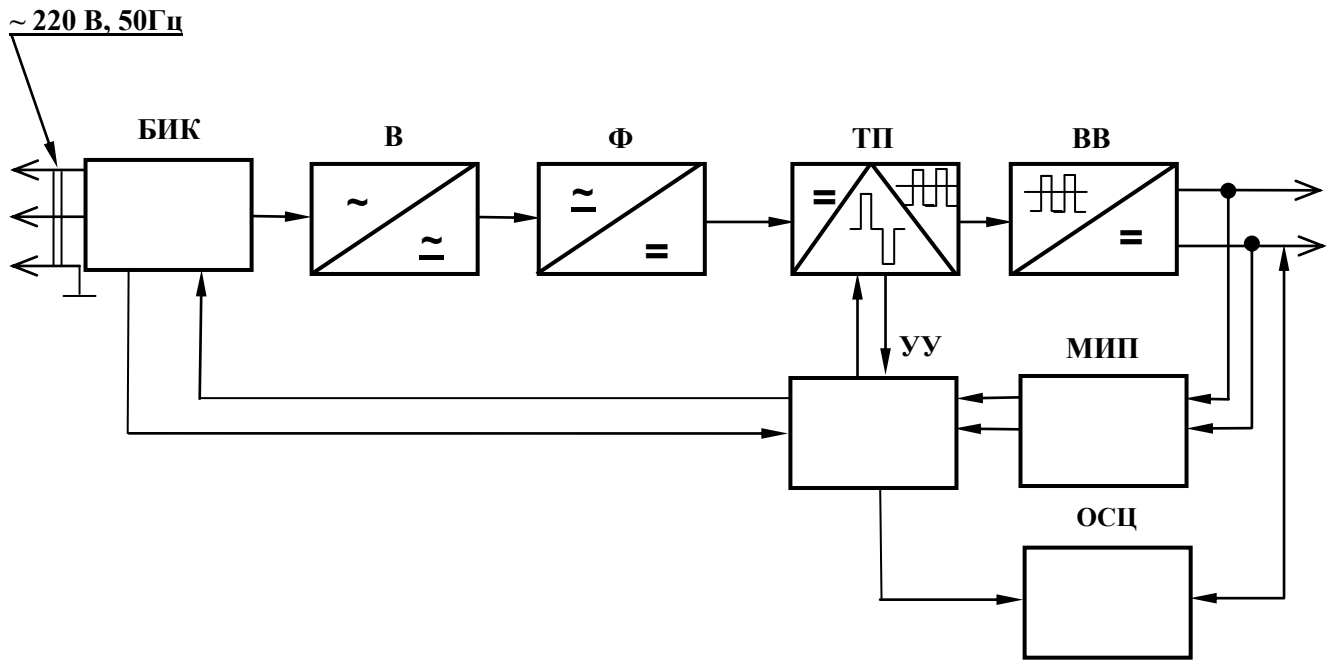 ~ 220 В, 50Гц
БИК
В
Ф
ТП
ВВ
~
≃
≃
=
=
=
УУ
МИП
ОСЦ